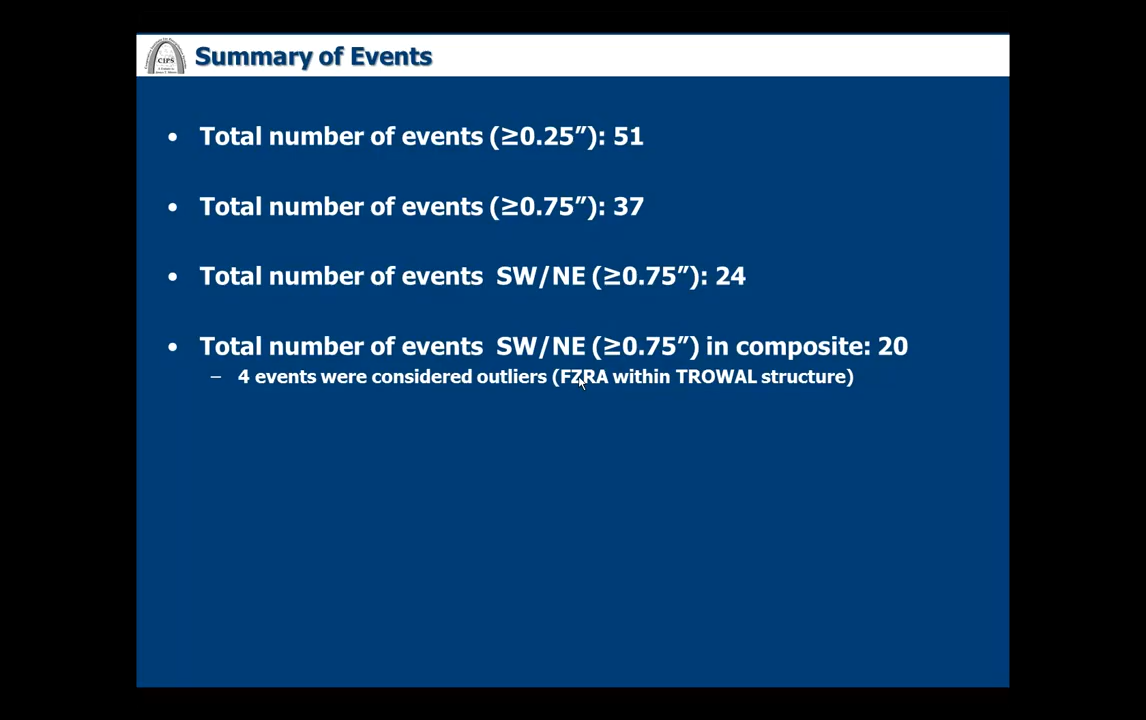 CIPS
Summary of Events
• Total number of events (≥0.25”): 51
• Total number of events (≥0.75”): 37
• Total number of events SW/NE (≥0.75”): 24
• Total number of events SW/NE (≥0.75”) in composite: 20
– 4 events were considered outliers (FZRA within TROWAL structure)